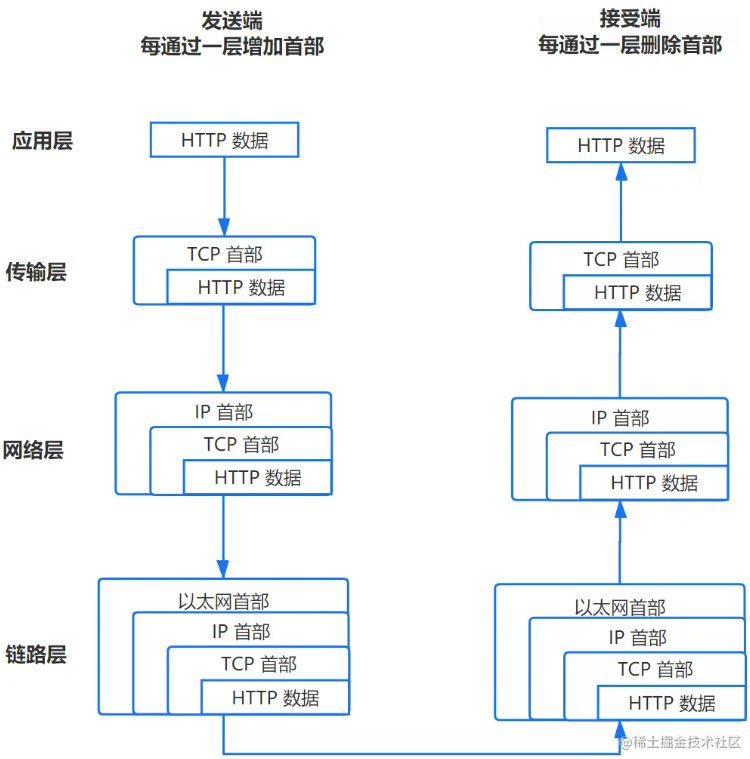 发送端
每通过一层增加首部
接受端
每通过一层删除首部
应用层
HTTP 数据
HTTP 数据
传输层
TCP 首部
HTTP 数据
TCP 首部
HTTP 数据
网络层
IP 首部
TCP 首部
HTTP 数据
IP 首部
TCP 首部
HTTP 数据
链路层
以太网首部
IP 首部
TCP 首部
HTTP 数据
以太网首部
IP 首部
TCP 首部
HTTP 数据
@稀土掘金技术社区